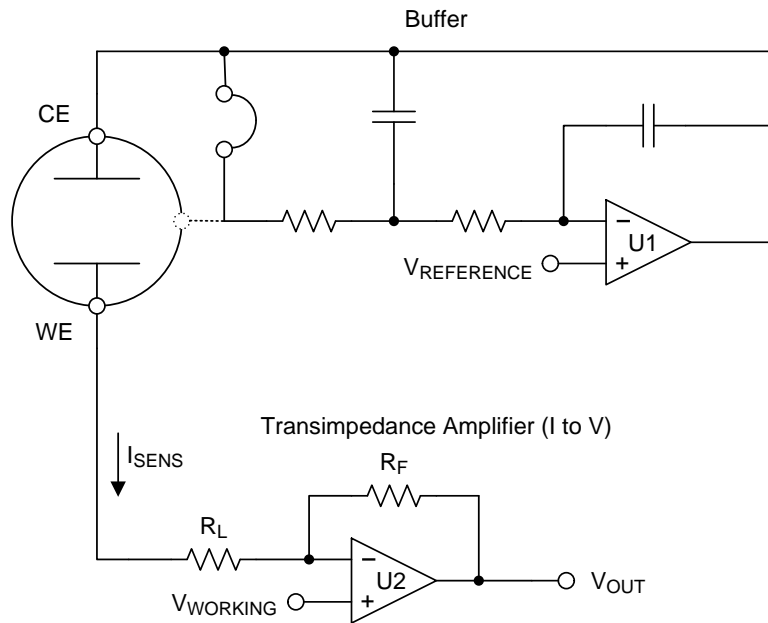 Buffer
CE
−
U1
+
VREFERENCE
WE
Transimpedance Amplifier (I to V)
ISENS
RF
RL
−
U2
+
VOUT
VWORKING